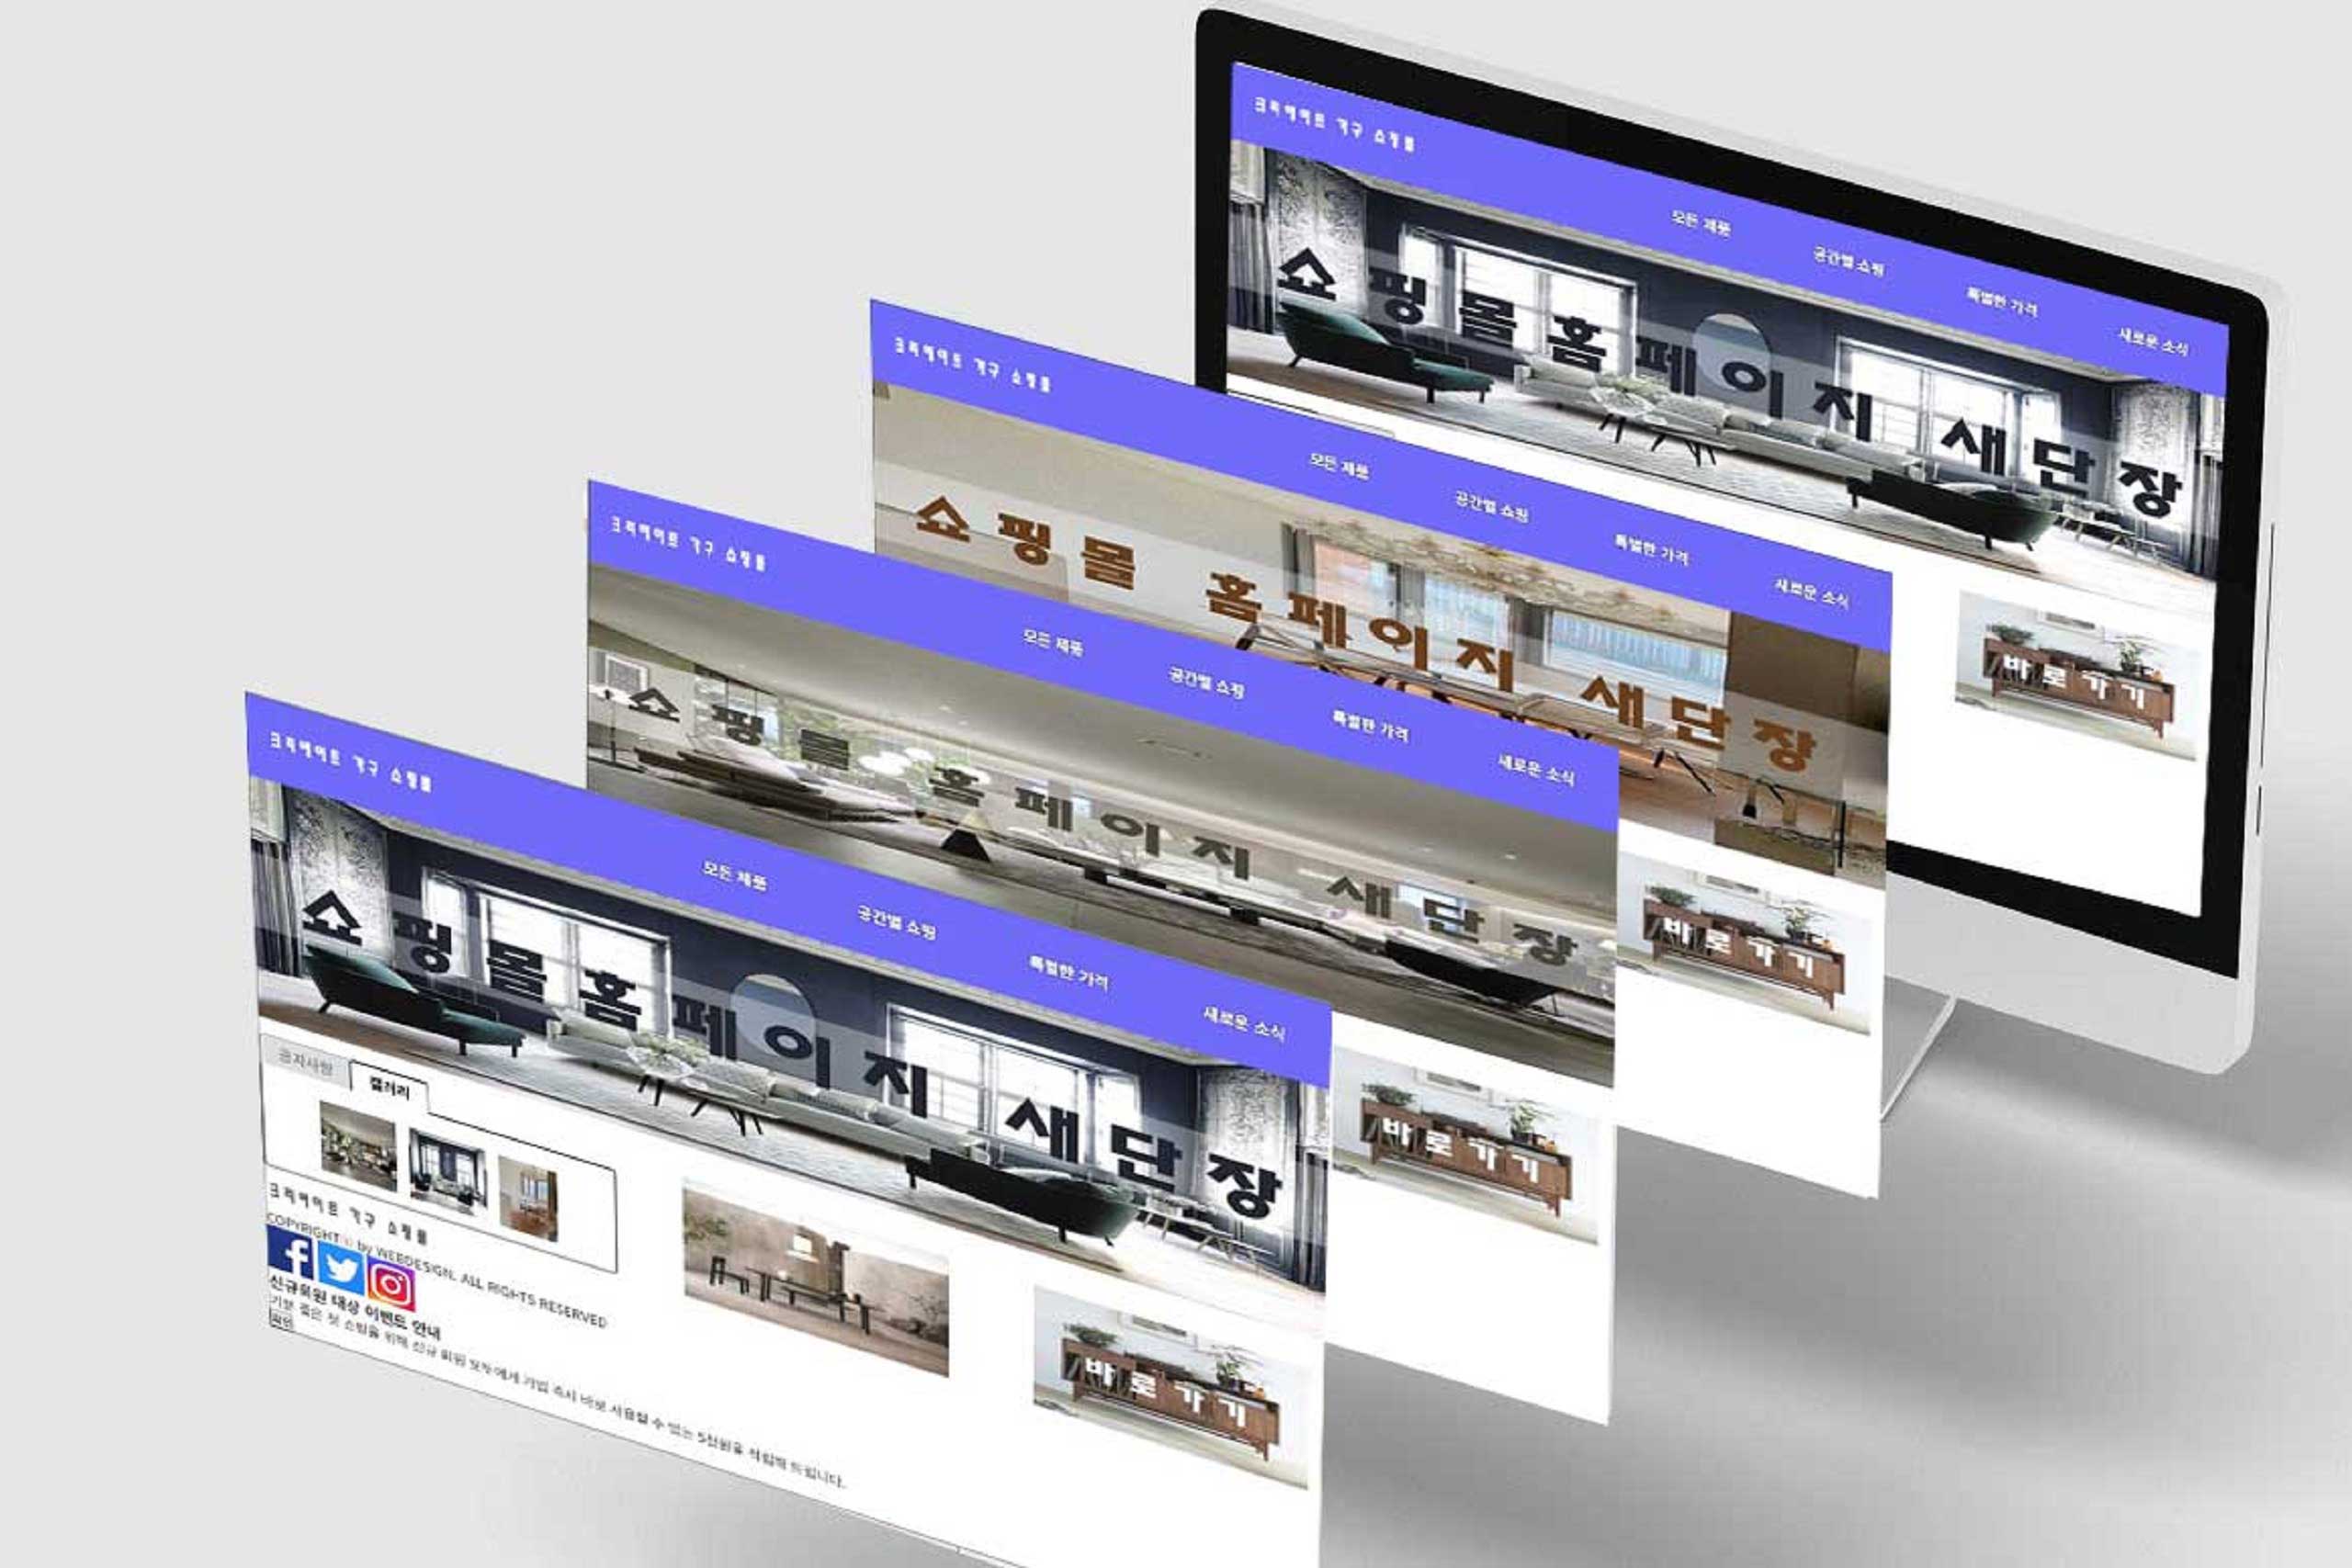 크리에이트 가구 쇼핑몰
모든 제품
공간별 쇼핑
특별한 가격
새로운 소식
쇼핑몰홈페이지 새단장
바로가기
크리에이트 가구 쇼핑몰
모든 제품
공간별 쇼핑
특별한 가격
새로운 소식
쇼핑몰 홈페이지 새단장
바로가기
크리에이트 가구 쇼핑몰
모든 제품
공간별 쇼핑
특별한 가격
새로운 소식
쇼핑몰 홈페이지 새단장
바로가기
크리에이트 가구 쇼핑몰
모든 제품
공간별 쇼핑
특별한 가격
새로운 소식
쇼핑몰홈페이지 새단장
공지사항
갤러리
바로가기
크리에이트 가구 쇼핑몰
COPYRIGHT© by WEBDESIGN. ALL RIGHTS RESERVED
신규회원 대상 이벤트 안내
기분 좋은 첫 쇼핑을 위해 신규 회원 모두에게 가입 즉시 바로 사용할 수 있는 5천원을 적립해 드립니다.
확인